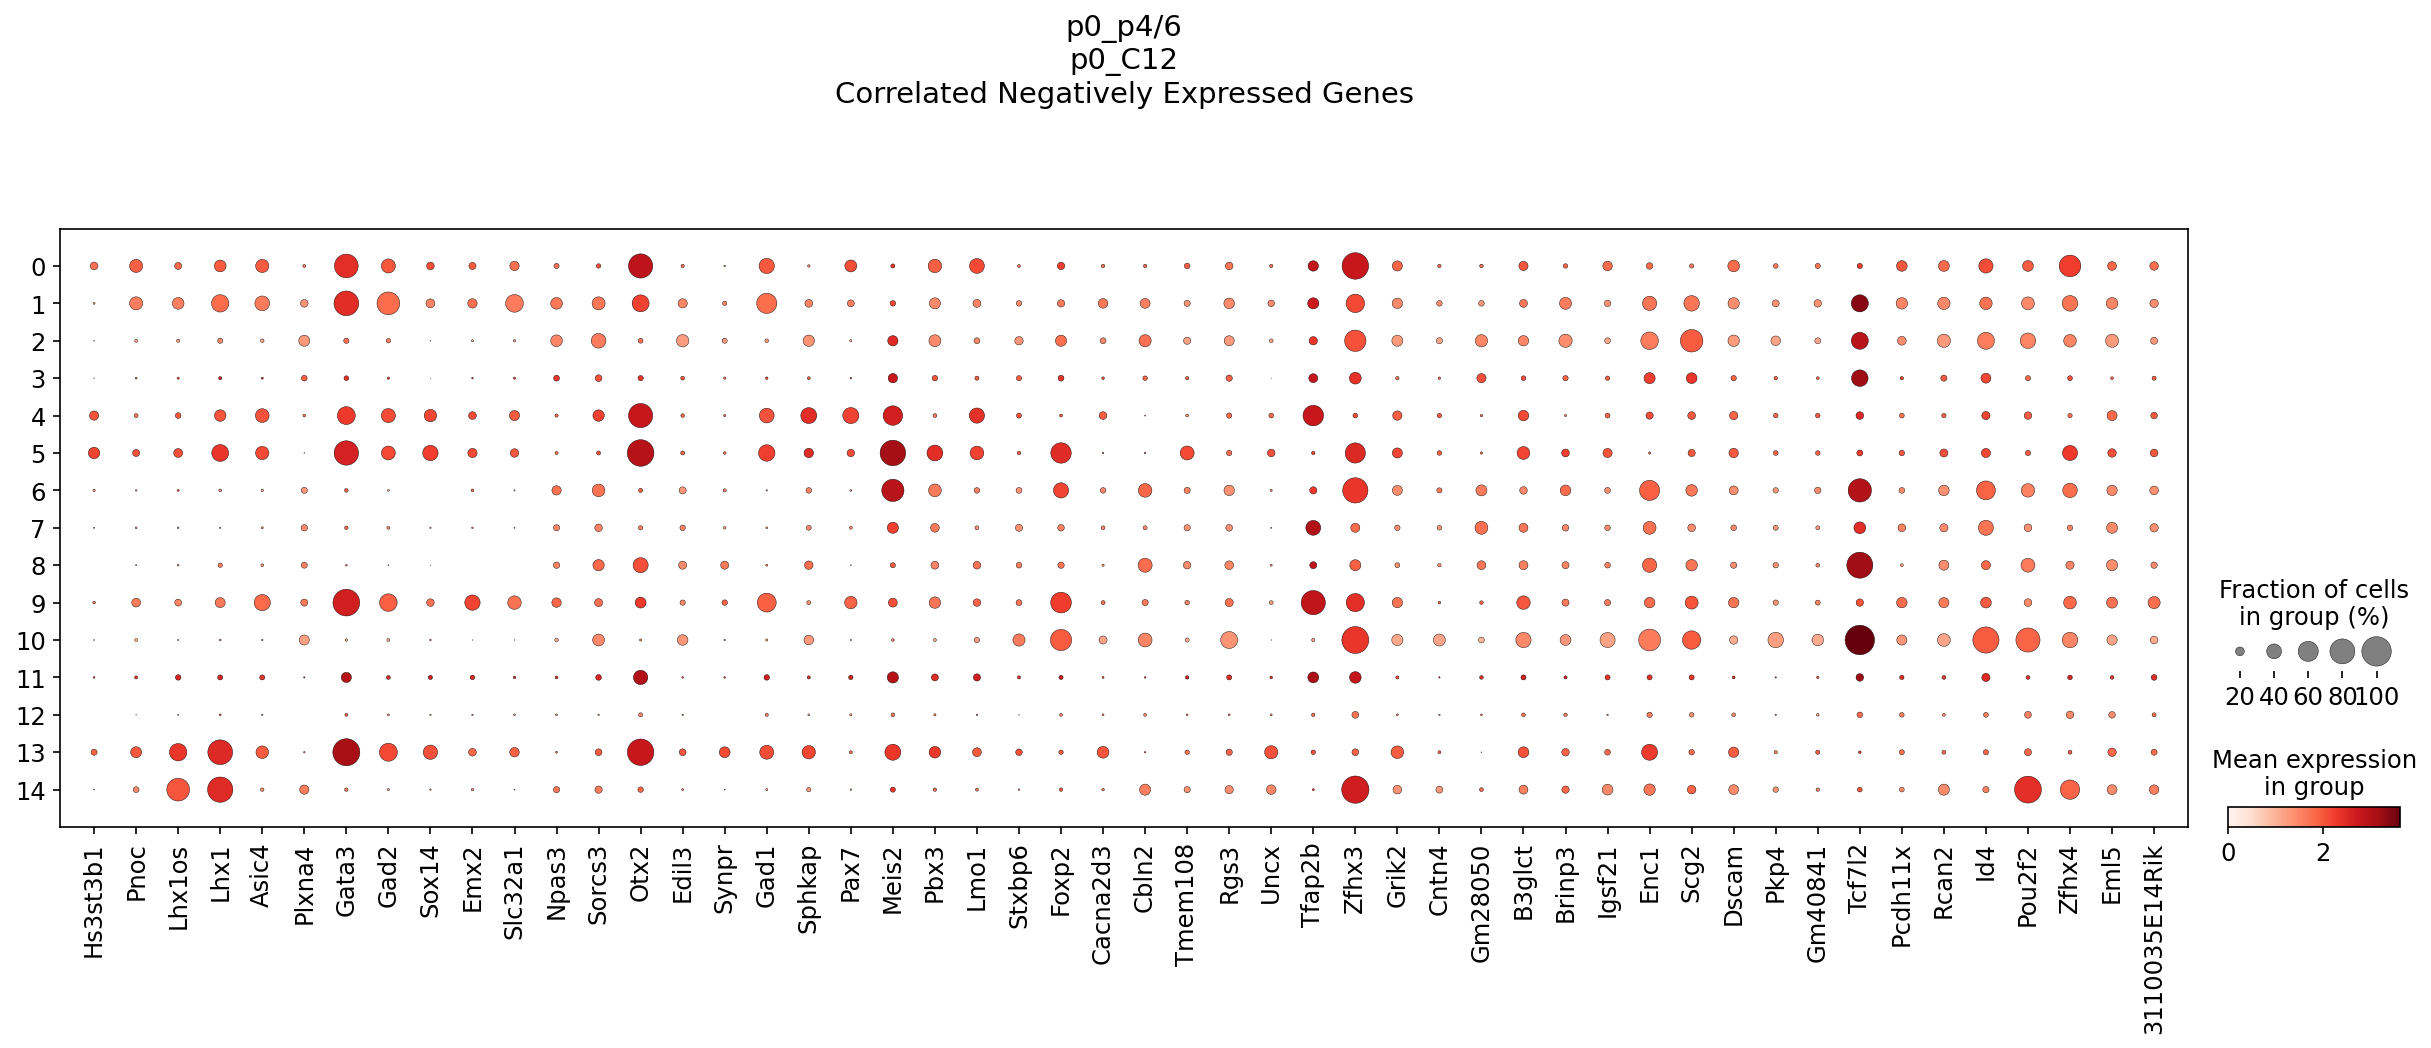 p0_p4/6
p0_C12
Correlated Negatively Expressed Genes
0
1
2
3
4
5
6
7
8
9
10
11
12
13
14
Hs3st3b1
Pnoc
Lhx1os
Lhx1
Asic4
Plxna4
Gata3
Gad2
Sox14
Emx2
Slc32a1
Npas3
Sorcs3
Otx2
Edil3
Synpr
Gad1
Sphkap
Pax7
Meis2
Pbx3
Lmo1
Stxbp6
Foxp2
Cacna2d3
Cbln2
Tmem108
Rgs3
Uncx
Tfap2b
Zfhx3
Grik2
Cntn4
Gm28050
B3glct
Brinp3
Igsf21
Enc1
Scg2
Dscam
Pkp4
Gm40841
Tcf7l2
Pcdh11x
Rcan2
Id4
Pou2f2
Zfhx4
Eml5
3110035E14Rik
Fraction of cells
in group (%)
20 40 60 80 100
Mean expression
in group
0 2